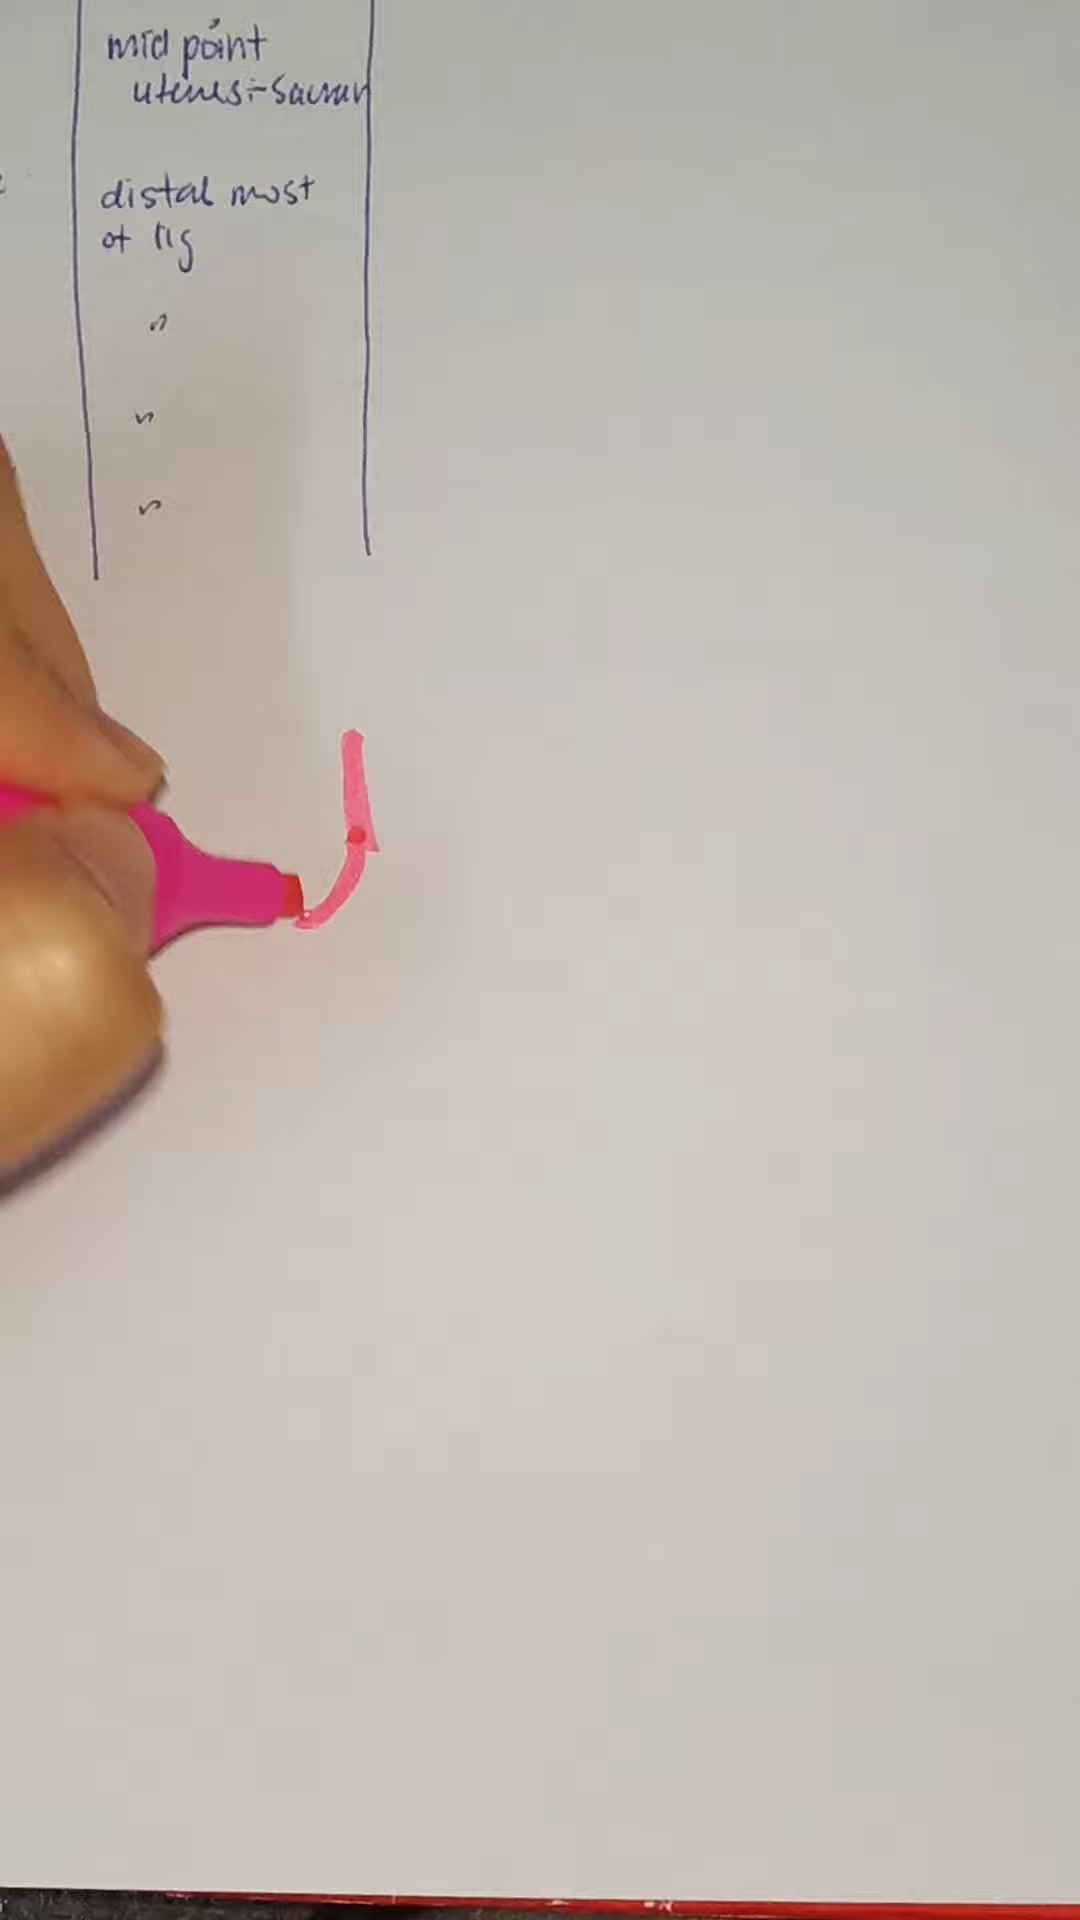 mid point
uterus - Sacrum
distal most
of lig
"
"
"